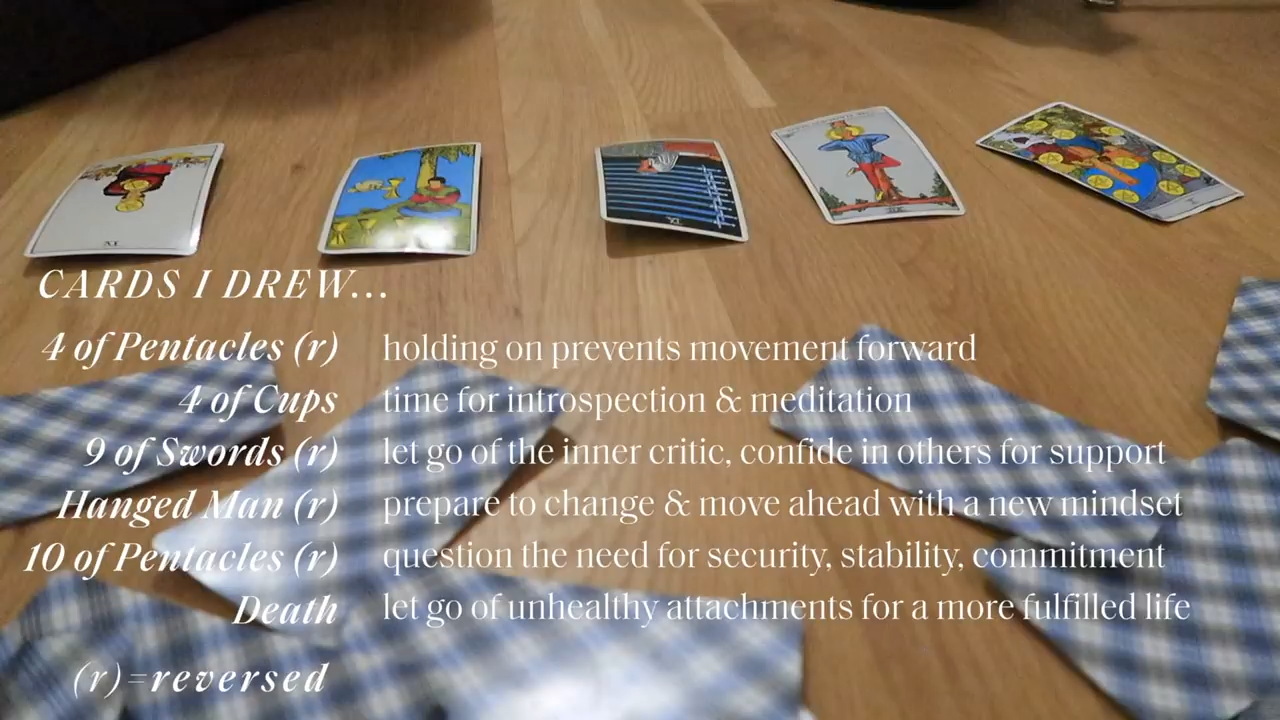 CARDS I DREW...
4 of Pentacles (r) holding on prevents movement forward
4 of Cups time for introspection & meditation
9 of Swords (r) let go of the inner critic, confide in others for support
Hanged Man (r) prepare to change & move ahead with a new mindset
10 of Pentacles (r) question the need for security, stability, commitment
Death let go of unhealthy attachments for a more fulfilled life
(r)=reversed